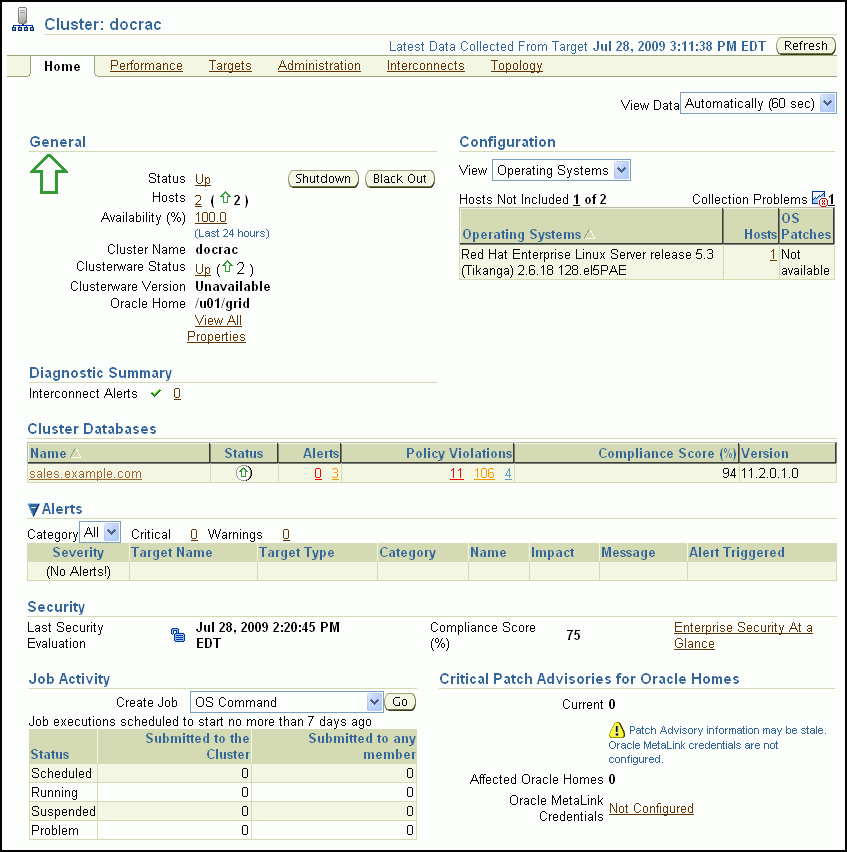 Cluster: docrac
Latest Data Collected From Target Jul 28, 2009 3:11:38 PM EDT Refresh
Home Performance Targets Administration Interconnects Topology
View Data Automatically (60 sec)
General
Status Up Shutdown Black Out
Hosts 2 ( 2 )
Availability (%) 100.0
(Last 24 hours)
Cluster Name docrac
Clusterware Status Up ( 2 )
Clusterware Version Unavailable
Oracle Home /u01/grid
View All
Properties
Configuration
View Operating Systems
Hosts Not Included 1 of 2 Collection Problems 1
Operating Systems Hosts OS Patches
Red Hat Enterprise Linux Server release 5.3 1 Not
(Tikanga) 2.6.18 128.el5PAE available
Diagnostic Summary
Interconnect Alerts 0
Cluster Databases
Name Status Alerts Policy Violations Compliance Score (%) Version
sales.example.com 0 3 11 106 4 94 11.2.0.1.0
Alerts
Category All Critical 0 Warnings 0
Severity Target Name Target Type Category Name Impact Message Alert Triggered
(No Alerts!)
Security
Last Security Jul 28, 2009 2:20:45 PM Compliance Score 75 Enterprise Security At a
Evaluation EDT (%) Glance
Job Activity
Create Job OS Command Go
Job executions scheduled to start no more than 7 days ago
Status Submitted to the Cluster Submitted to any member
Scheduled 0 0
Running 0 0
Suspended 0 0
Problem 0 0
Critical Patch Advisories for Oracle Homes
Current 0
Patch Advisory information may be stale.
Oracle MetaLink credentials are not
configured.
Affected Oracle Homes 0
Oracle MetaLink Not Configured
Credentials